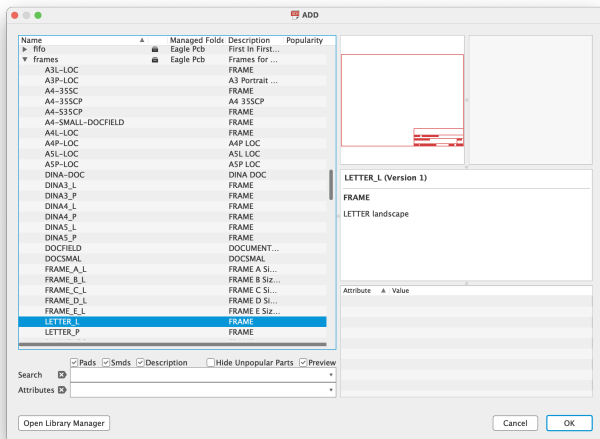 ADD
Name Managed Folde Description Popularity
fifo Eagle Pcb First In First...
frames Eagle Pcb Frames for ...
A3L-LOC FRAME
A3P-LOC A3 Portrait ...
A4-35SC FRAME
A4-35SCP A4 35SCP
A4-S35CP FRAME
A4-SMALL-DOCFIELD FRAME
A4L-LOC FRAME
A4P-LOC A4P LOC
A5L-LOC A5L LOC
A5P-LOC A5P LOC
DINA-DOC DINA DOC
DINA3_L FRAME
DINA3_P FRAME
DINA4_L FRAME
DINA4_P FRAME
DINA5_L FRAME
DINA5_P FRAME
DOCFIELD DOCUMENT...
DOCSMAL DOCSMAL
FRAME_A_L FRAME A Si...
FRAME_B_L FRAME B Siz...
FRAME_C_L FRAME C Si...
FRAME_D_L FRAME D Si...
FRAME_E_L FRAME E Siz...
LETTER_L FRAME
LETTER_P FRAME
Pads Smds Description Hide Unpopular Parts Preview
Search
Attributes
LETTER_L (Version 1)
FRAME
LETTER landscape
Attribute Value
Open Library Manager Cancel OK